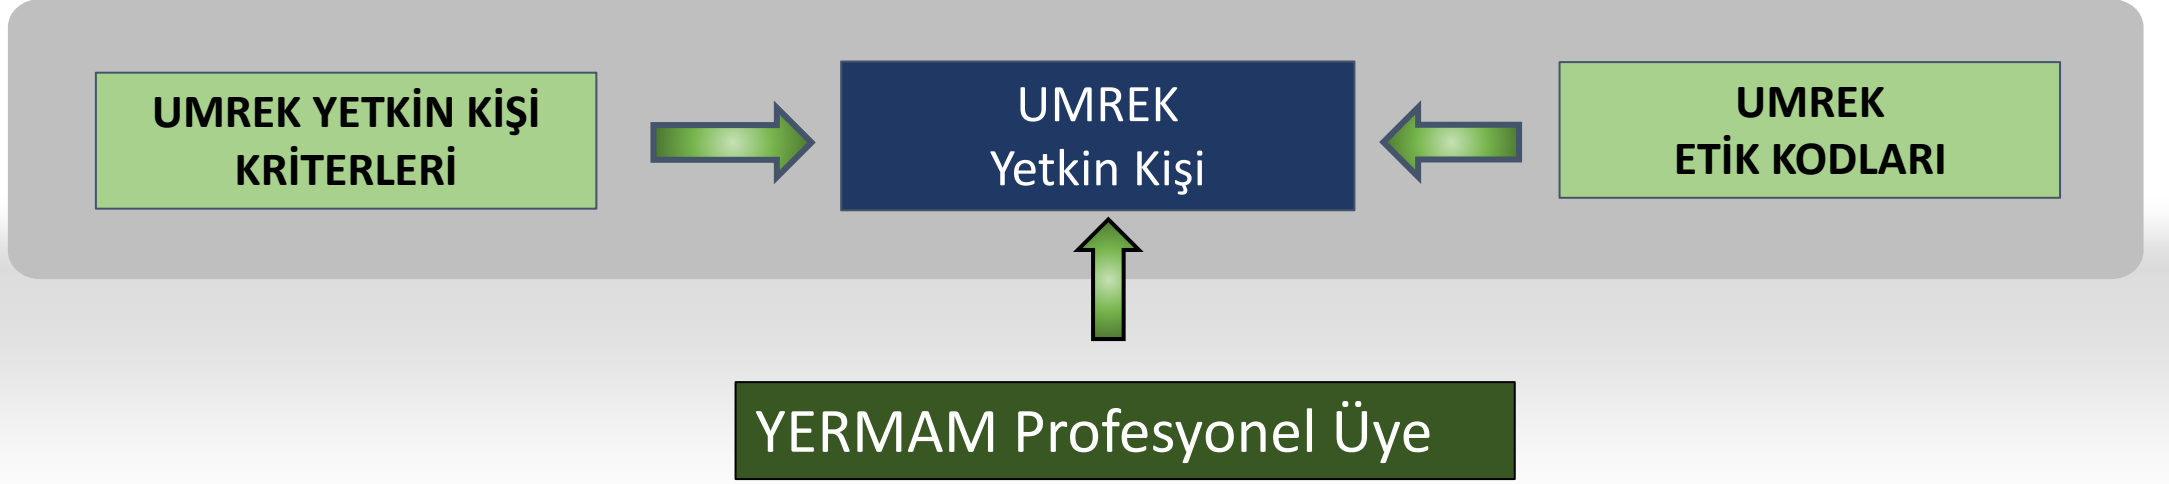 UMREK YETKİN KİŞİ
KRİTERLERİ
UMREK
Yetkin Kişi
UMREK
ETİK KODLARI
YERMAM Profesyonel Üye